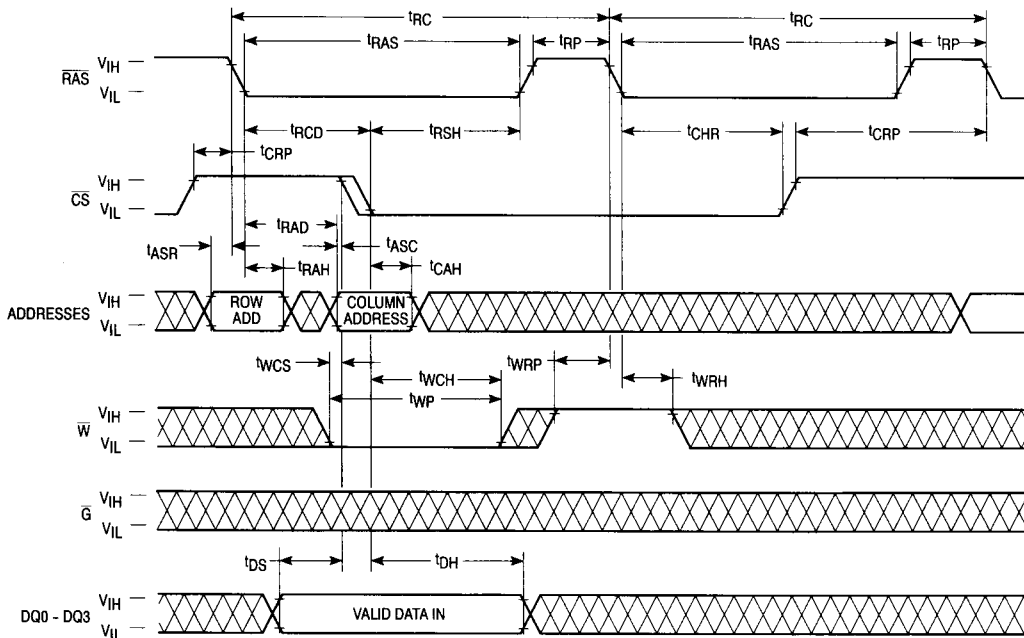 tRC tRC
tRAS tRP tRAS tRP
RAS VIH
VIL
tRCD tRSH tCHR tCRP
tCRP
CS VIH
VIL
tRAD
tASR tASC
tRAH tCAH
ADDRESSES VIH
VIL
ROW ADD
COLUMN ADDRESS
tWCS tWCH tWRP tWRH
tWP
W VIH
VIL
G VIH
VIL
tDS tDH
DQ0 - DQ3 VIH
VIL
VALID DATA IN